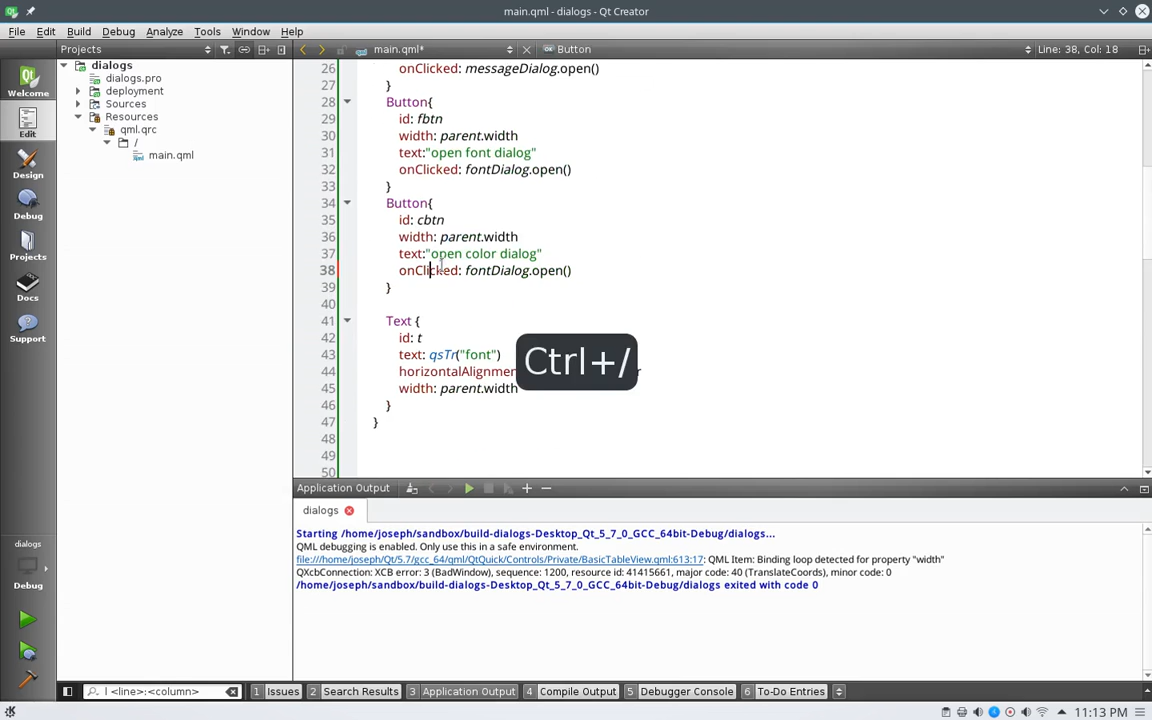 main.qml - dialogs - Qt Creator
File Edit Build Debug Analyze Tools Window Help
Projects main.qml* Button Line: 38, Col: 18
Welcome
Edit
Design
Debug
Projects
Docs
Support
dialogs
Debug
dialogs
dialogs.pro
deployment
Sources
Resources
qml.qrc
/
main.qml
26 onClicked: messageDialog.open()
27 }
28 Button{
29 id: fbtn
30 width: parent.width
31 text:"open font dialog"
32 onClicked: fontDialog.open()
33 }
34 Button{
35 id: cbtn
36 width: parent.width
37 text:"open color dialog"
38 onClicked: fontDialog.open()
39 }
40
41 Text {
42 id: t
43 text: qsTr("font")
44 horizontalAlignmen r
45 width: parent.width
46 }
47 }
48
49
50
Ctrl+/
Application Output
dialogs
Starting /home/joseph/sandbox/build-dialogs-Desktop_Qt_5_7_0_GCC_64bit-Debug/dialogs...
QML debugging is enabled. Only use this in a safe environment.
file:///home/joseph/Qt/5.7/gcc_64/qml/QtQuick/Controls/Private/BasicTableView.qml:613:17: QML Item: Binding loop detected for property "width"
QXcbConnection: XCB error: 3 (BadWindow), sequence: 1200, resource id: 41415661, major code: 40 (TranslateCoords), minor code: 0
/home/joseph/sandbox/build-dialogs-Desktop_Qt_5_7_0_GCC_64bit-Debug/dialogs exited with code 0
l <line>:<column> 1 Issues 2 Search Results 3 Application Output 4 Compile Output 5 Debugger Console 6 To-Do Entries
11:13 PM